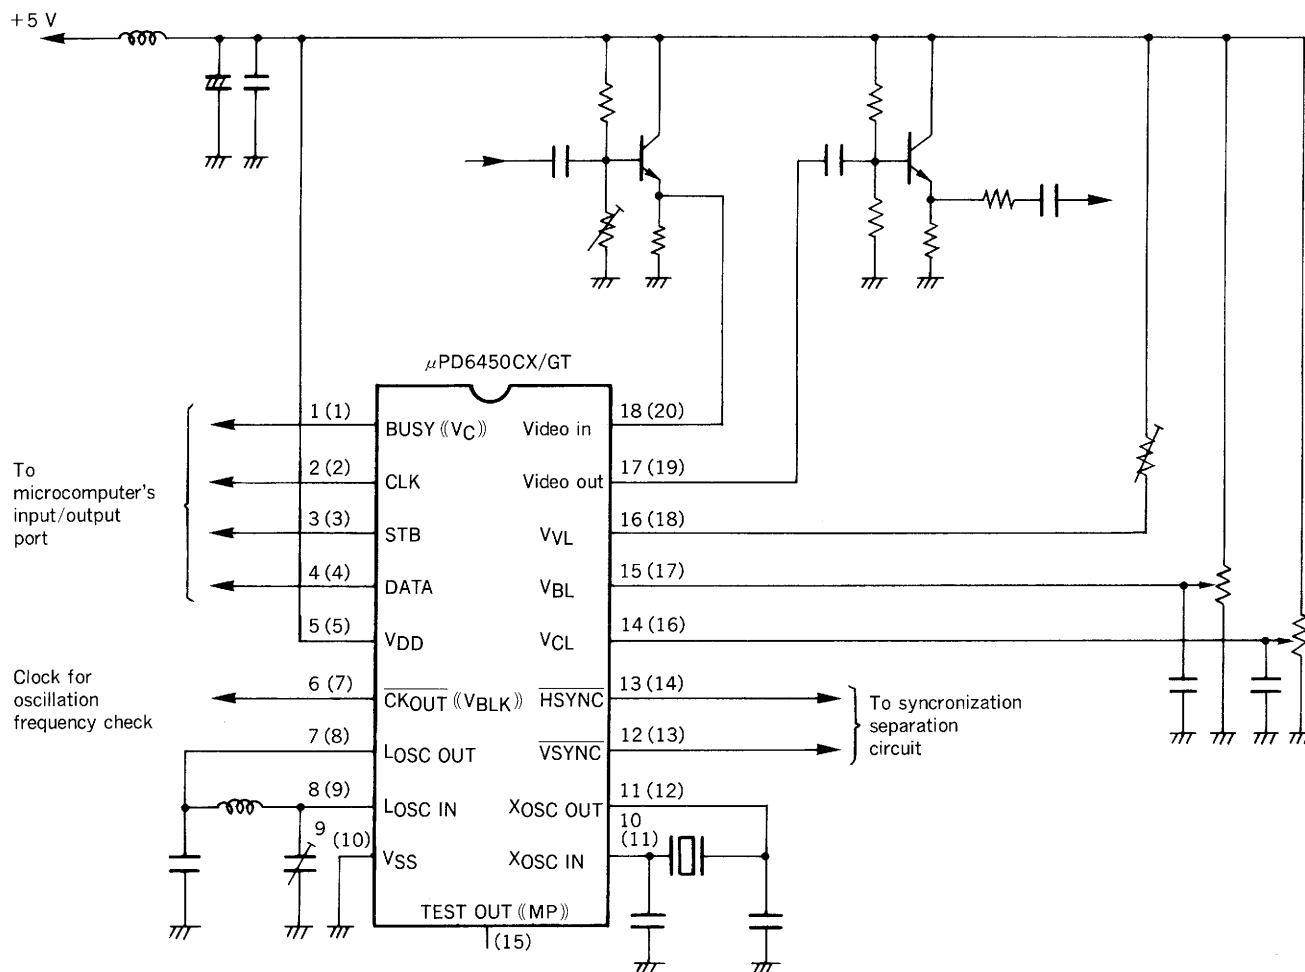 +5 V
μPD6450CX/GT
1 (1)
BUSY ((VC))
Video in
18 (20)
2 (2)
CLK
Video out
17 (19)
To
microcomputer's
input/output
port
3 (3)
STB
VVL
16 (18)
4 (4)
DATA
VBL
15 (17)
5 (5)
VDD
VCL
14 (16)
Clock for
oscillation
frequency check
6 (7)
CKOUT ((VBLK))
HSYNC
13 (14)
To syncronization
separation
circuit
7 (8)
LOSC OUT
VSYNC
12 (13)
8 (9)
LOSC IN
XOSC OUT
11 (12)
9 (10)
VSS
XOSC IN
10
(11)
TEST OUT ((MP))
(15)